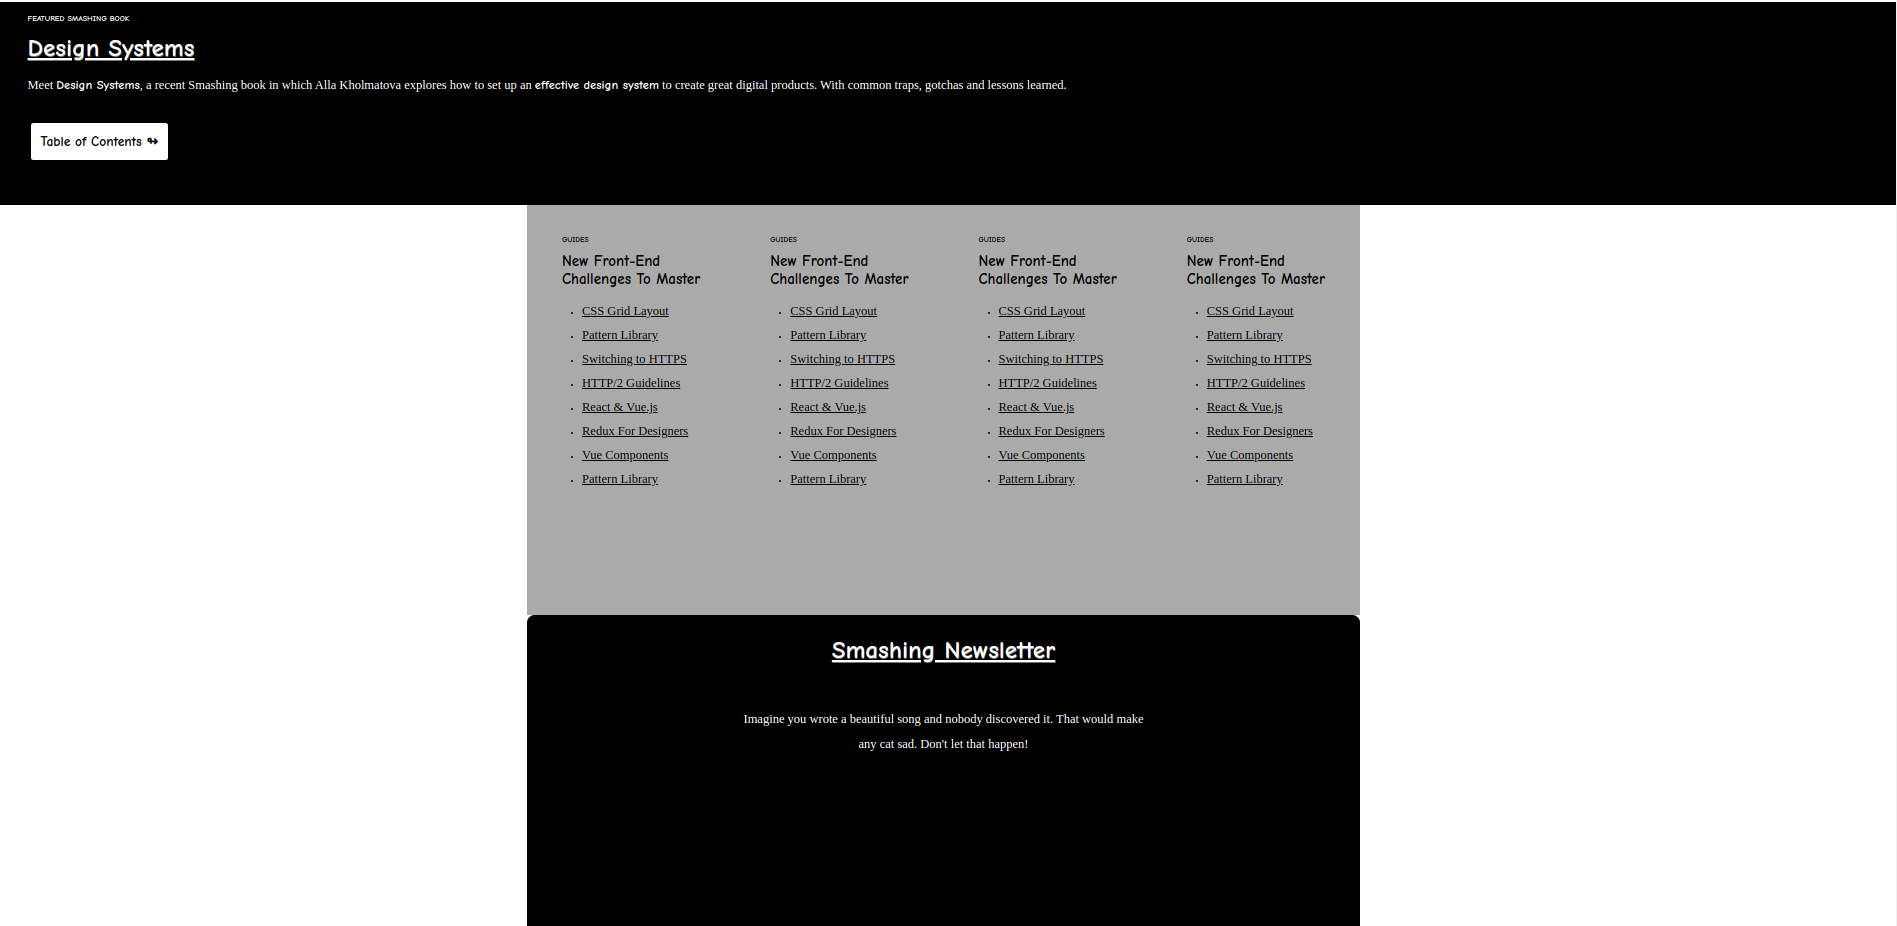 FEATURED SMASHING BOOK
Design Systems
Meet Design Systems, a recent Smashing book in which Alla Kholmatova explores how to set up an effective design system to create great digital products. With common traps, gotchas and lessons learned.
Table of Contents ↬
GUIDES
New Front-End
Challenges To Master
CSS Grid Layout
Pattern Library
Switching to HTTPS
HTTP/2 Guidelines
React & Vue.js
Redux For Designers
Vue Components
Pattern Library
GUIDES
New Front-End
Challenges To Master
CSS Grid Layout
Pattern Library
Switching to HTTPS
HTTP/2 Guidelines
React & Vue.js
Redux For Designers
Vue Components
Pattern Library
GUIDES
New Front-End
Challenges To Master
CSS Grid Layout
Pattern Library
Switching to HTTPS
HTTP/2 Guidelines
React & Vue.js
Redux For Designers
Vue Components
Pattern Library
GUIDES
New Front-End
Challenges To Master
CSS Grid Layout
Pattern Library
Switching to HTTPS
HTTP/2 Guidelines
React & Vue.js
Redux For Designers
Vue Components
Pattern Library
Smashing Newsletter
Imagine you wrote a beautiful song and nobody discovered it. That would make
any cat sad. Don't let that happen!